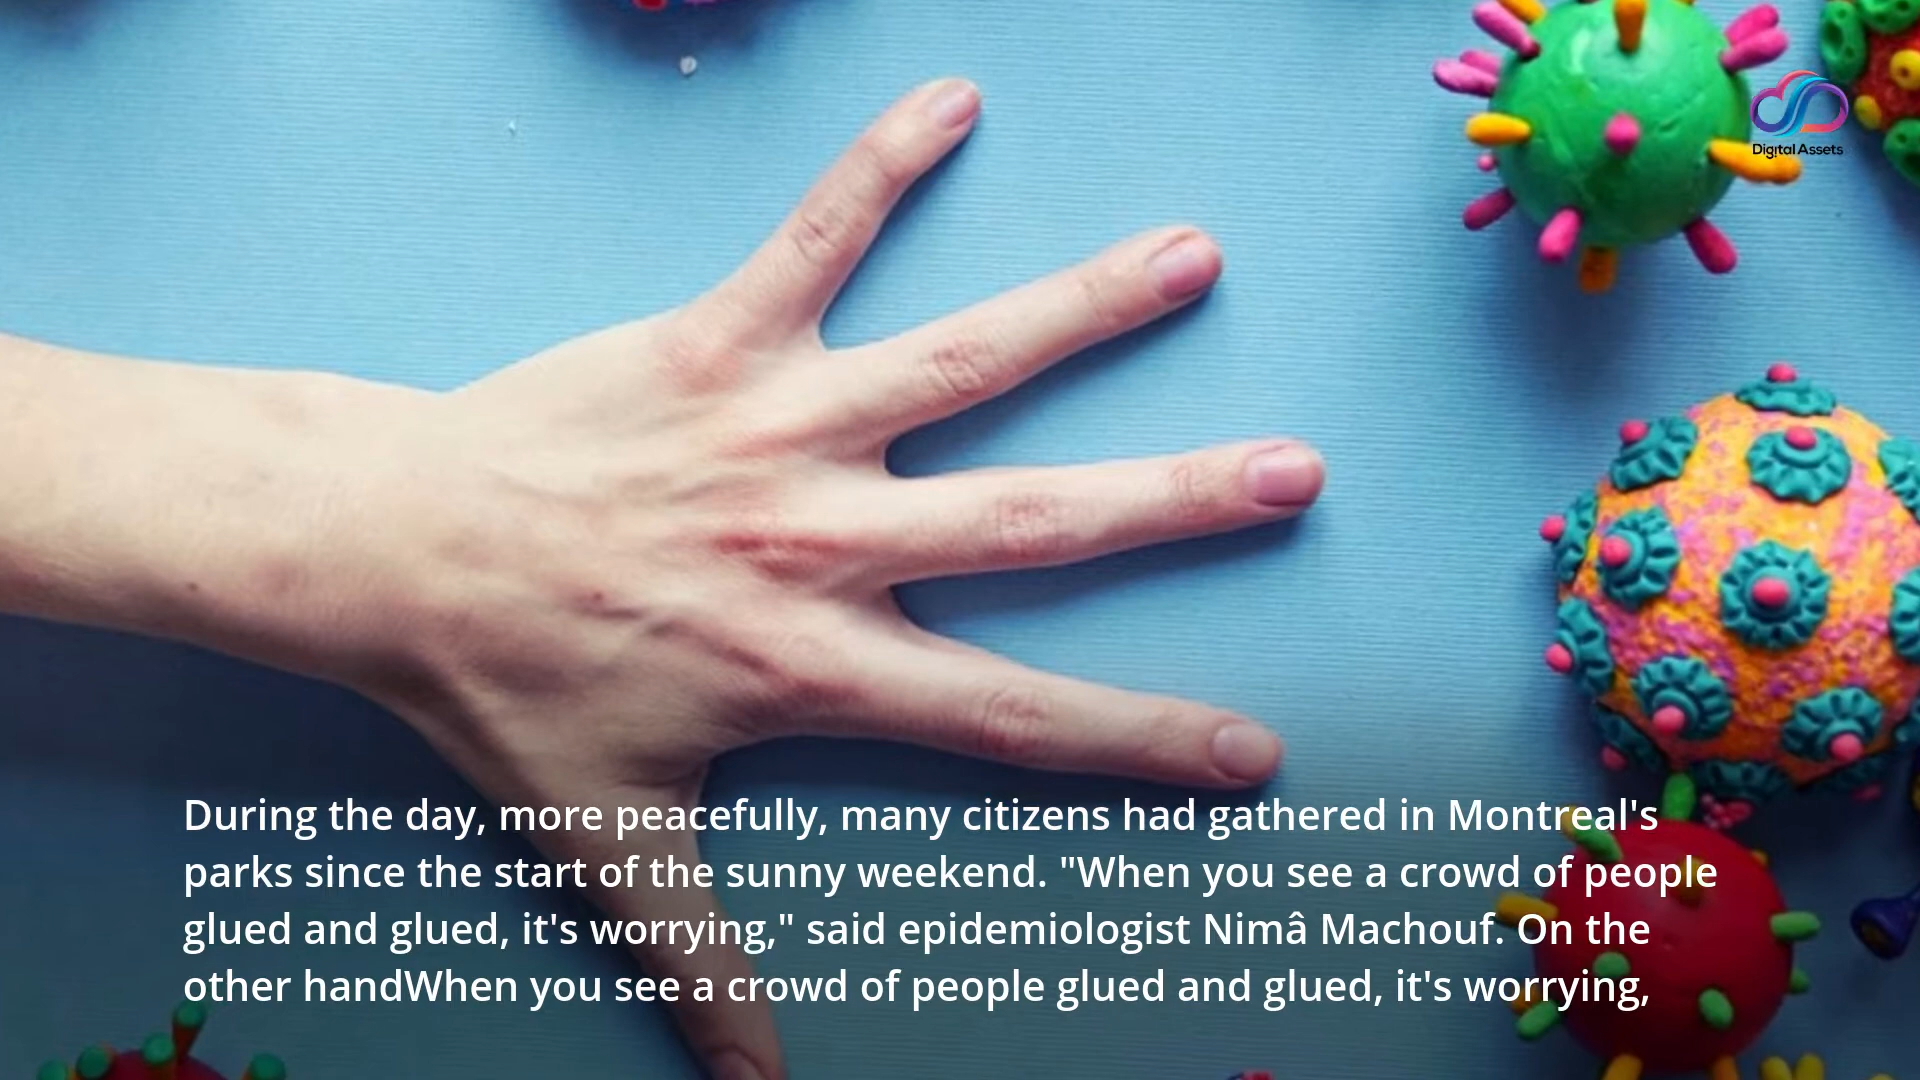 Digital Assets
During the day, more peacefully, many citizens had gathered in Montreal's
parks since the start of the sunny weekend. "When you see a crowd of people
glued and glued, it's worrying," said epidemiologist Nimâ Machouf. On the
other handWhen you see a crowd of people glued and glued, it's worrying,